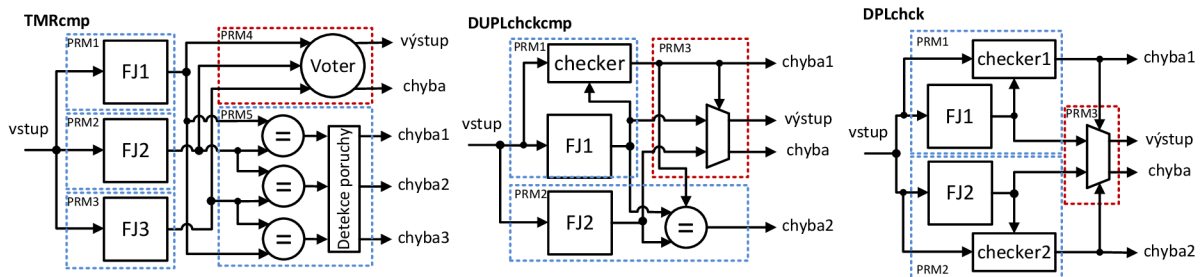 TMRcmp
PRM1
FJ1
PRM4
Voter
výstup
chyba
vstup
PRM2
FJ2
PRM5
=
=
=
Detekce poruchy
chyba1
chyba2
chyba3
PRM3
FJ3
DUPLchckcmp
PRM1
checker
PRM3
chyba1
FJ1
výstup
chyba
vstup
PRM2
FJ2
=
chyba2
DPLchck
PRM1
checker1
chyba1
FJ1
PRM3
vstup
výstup
chyba
FJ2
checker2
chyba2
PRM2